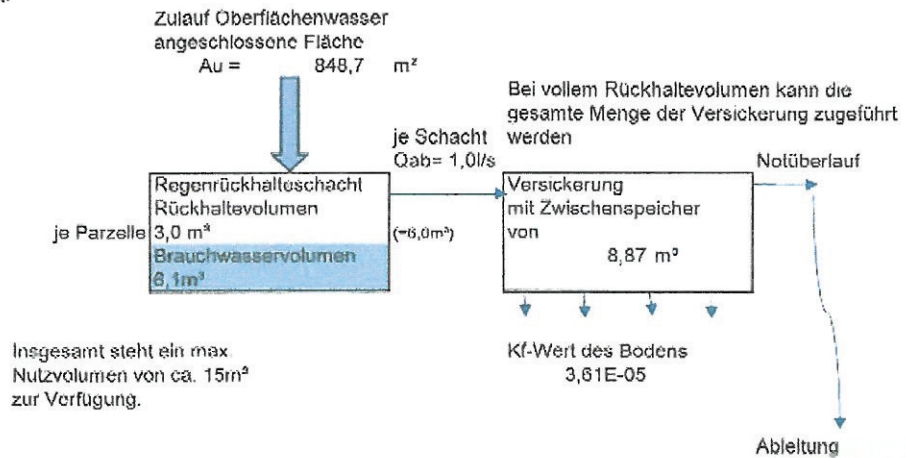 Zulauf Oberflächenwasser
angeschlossene Fläche
Au = 848,7 m²
Bei vollem Rückhaltevolumen kann die
gesamte Menge der Versickerung zugeführt
werden
je Schacht
Qab= 1,0l/s
Notüberlauf
Regenrückhalteschacht
Rückhaltevolumen
je Parzelle 3,0 m³
Brauchwasservolumen
6,1m³
(=6,0m³)
Versickerung
mit Zwischenspeicher
von
8,87 m³
Insgesamt steht ein max
Nutzvolumen von ca. 15m³
zur Verfügung.
Kf-Wert des Bodens
3,61E-05
Ableitung